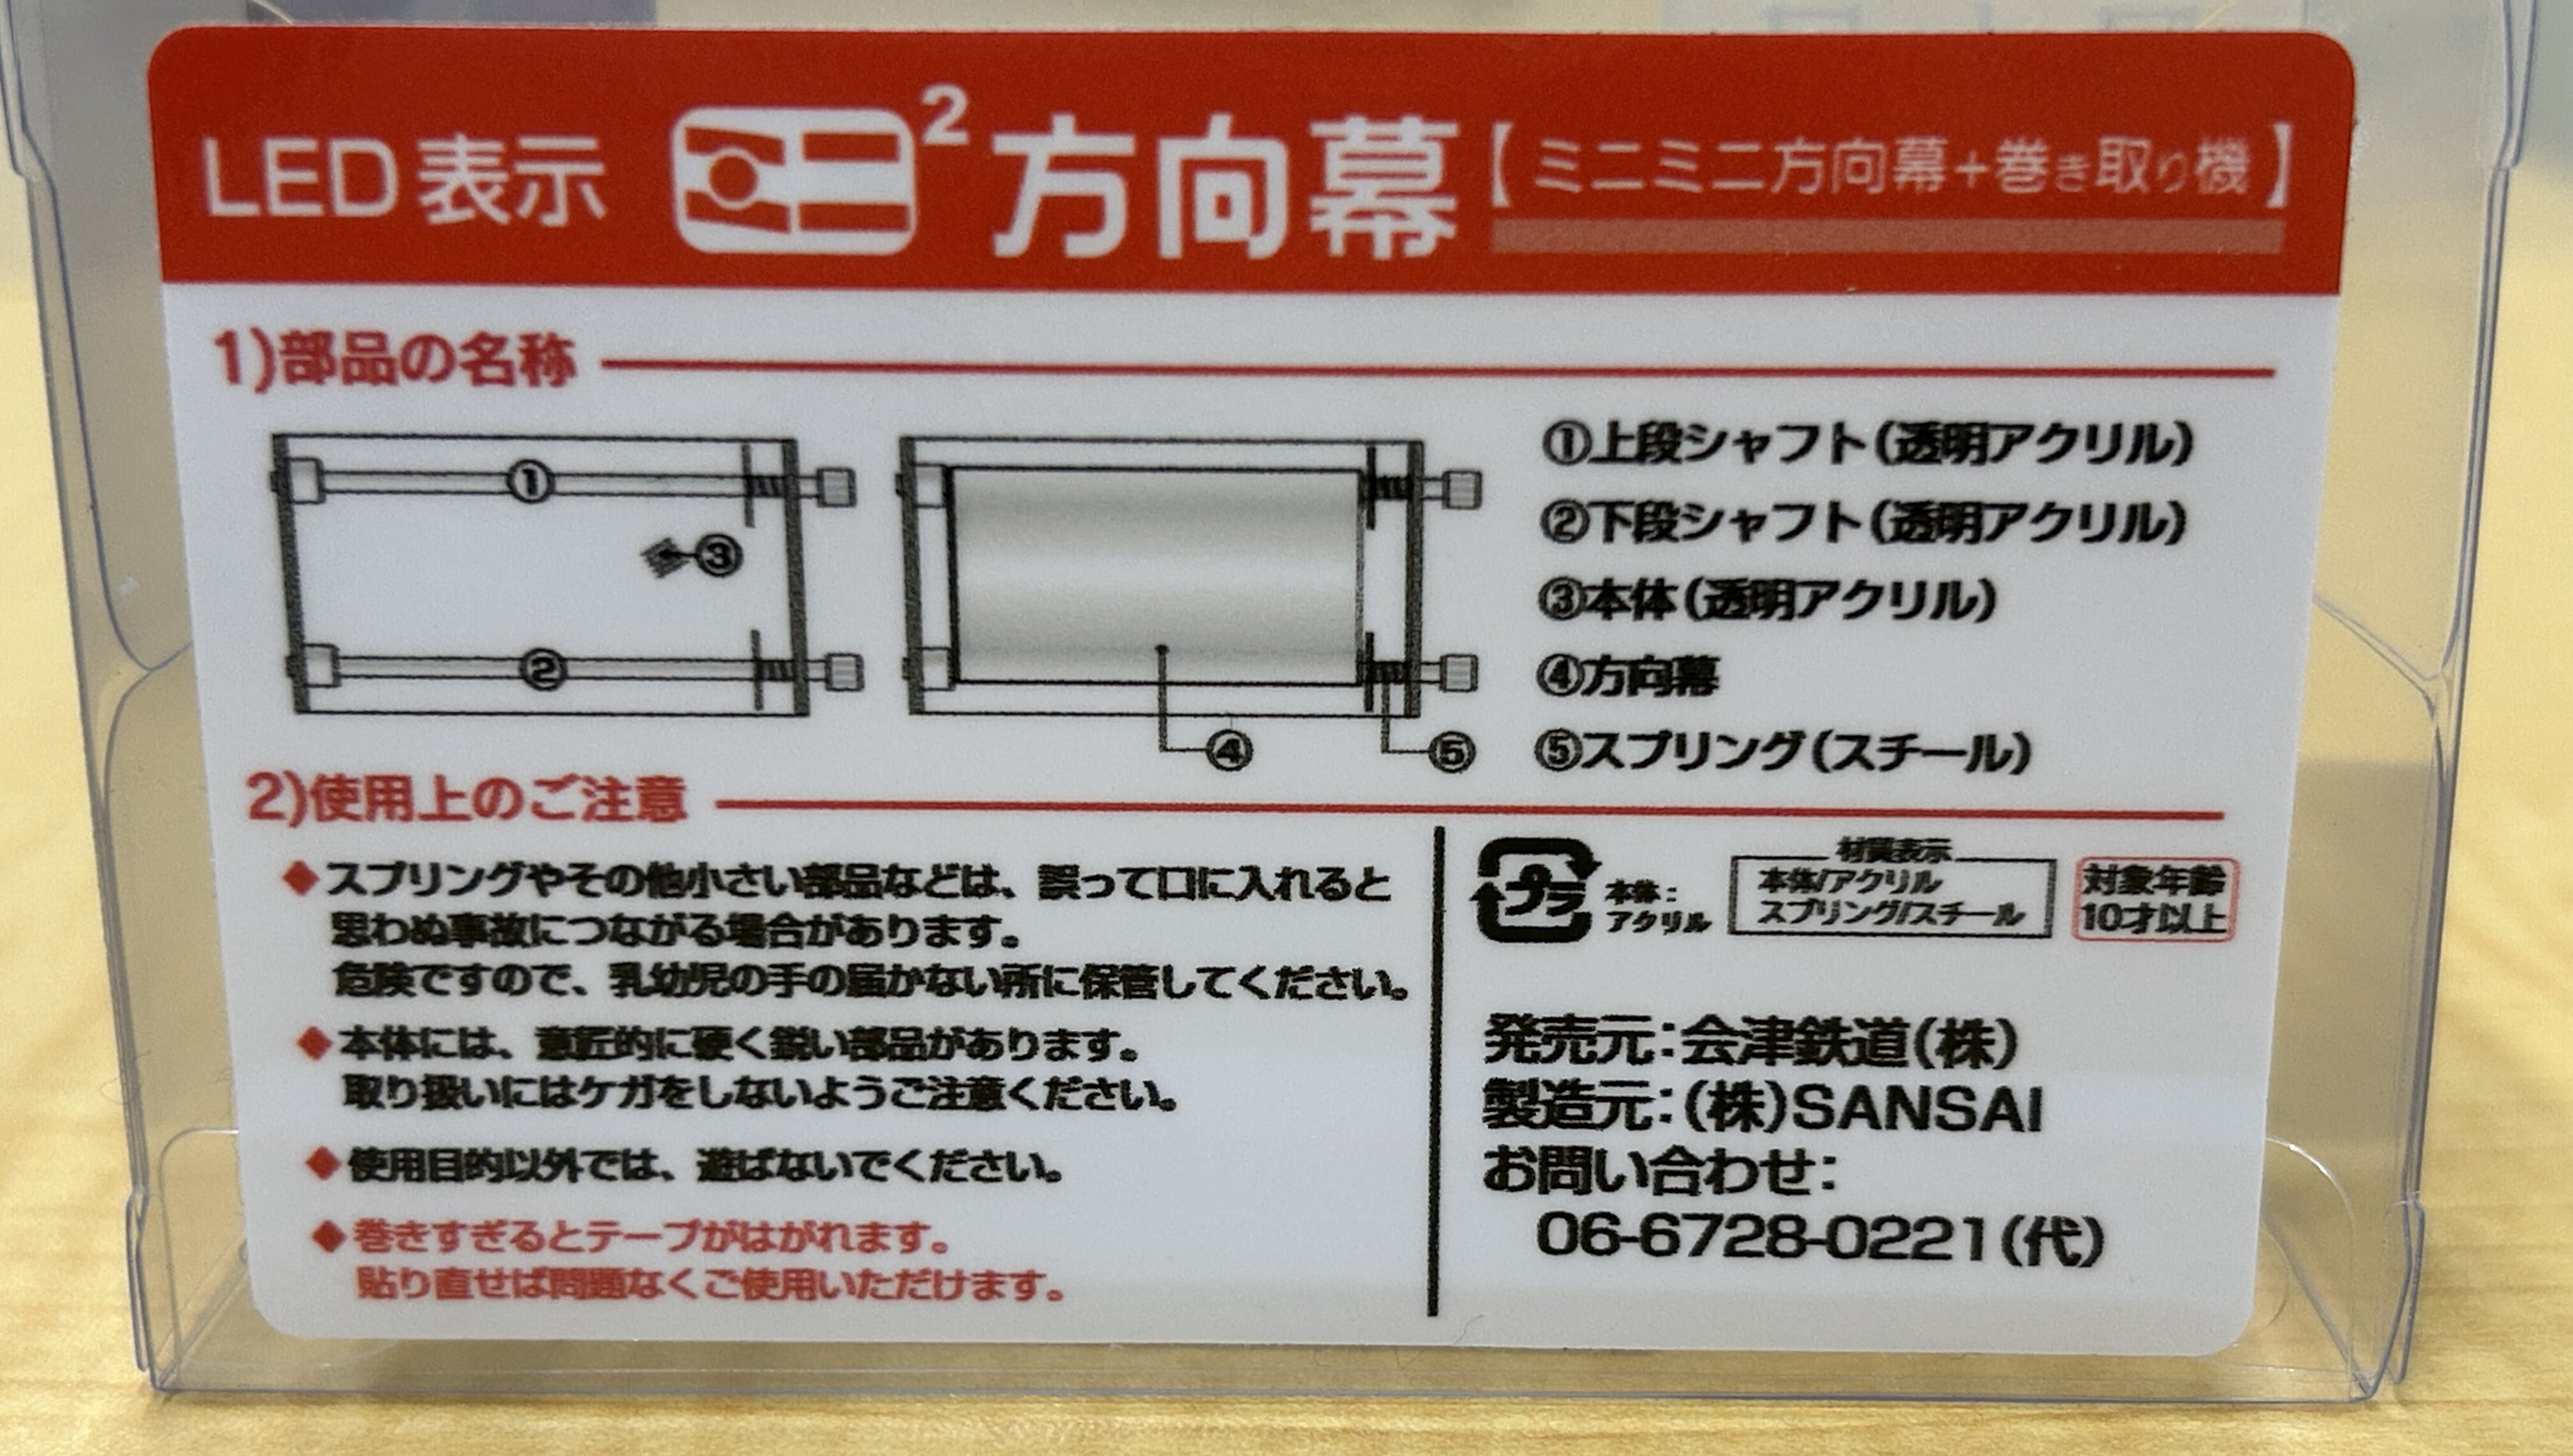 LED表示 ミニ² 方向幕【ミニミニ方向幕+巻き取り機】
1)部品の名称
①
③
②
④
⑤
①上段シャフト(透明アクリル)
②下段シャフト(透明アクリル)
③本体(透明アクリル)
④方向幕
⑤スプリング(スチール)
2)使用上のご注意
◆スプリングやその他小さい部品などは、誤って口に入れると
思わぬ事故につながる場合があります。
危険ですので、乳幼児の手の届かない所に保管してください。
◆本体には、意匠的に硬く鋭い部品があります。
取り扱いにはケガをしないようご注意ください。
◆使用目的以外では、遊ばないでください。
◆巻きすぎるとテープがはがれます。
貼り直せば問題なくご使用いただけます。
プラ
本体:
アクリル
材質表示
本体/アクリル
スプリング/スチール
対象年齢
10才以上
発売元:会津鉄道(株)
製造元:(株)SANSAI
お問い合わせ:
06-6728-0221(代)